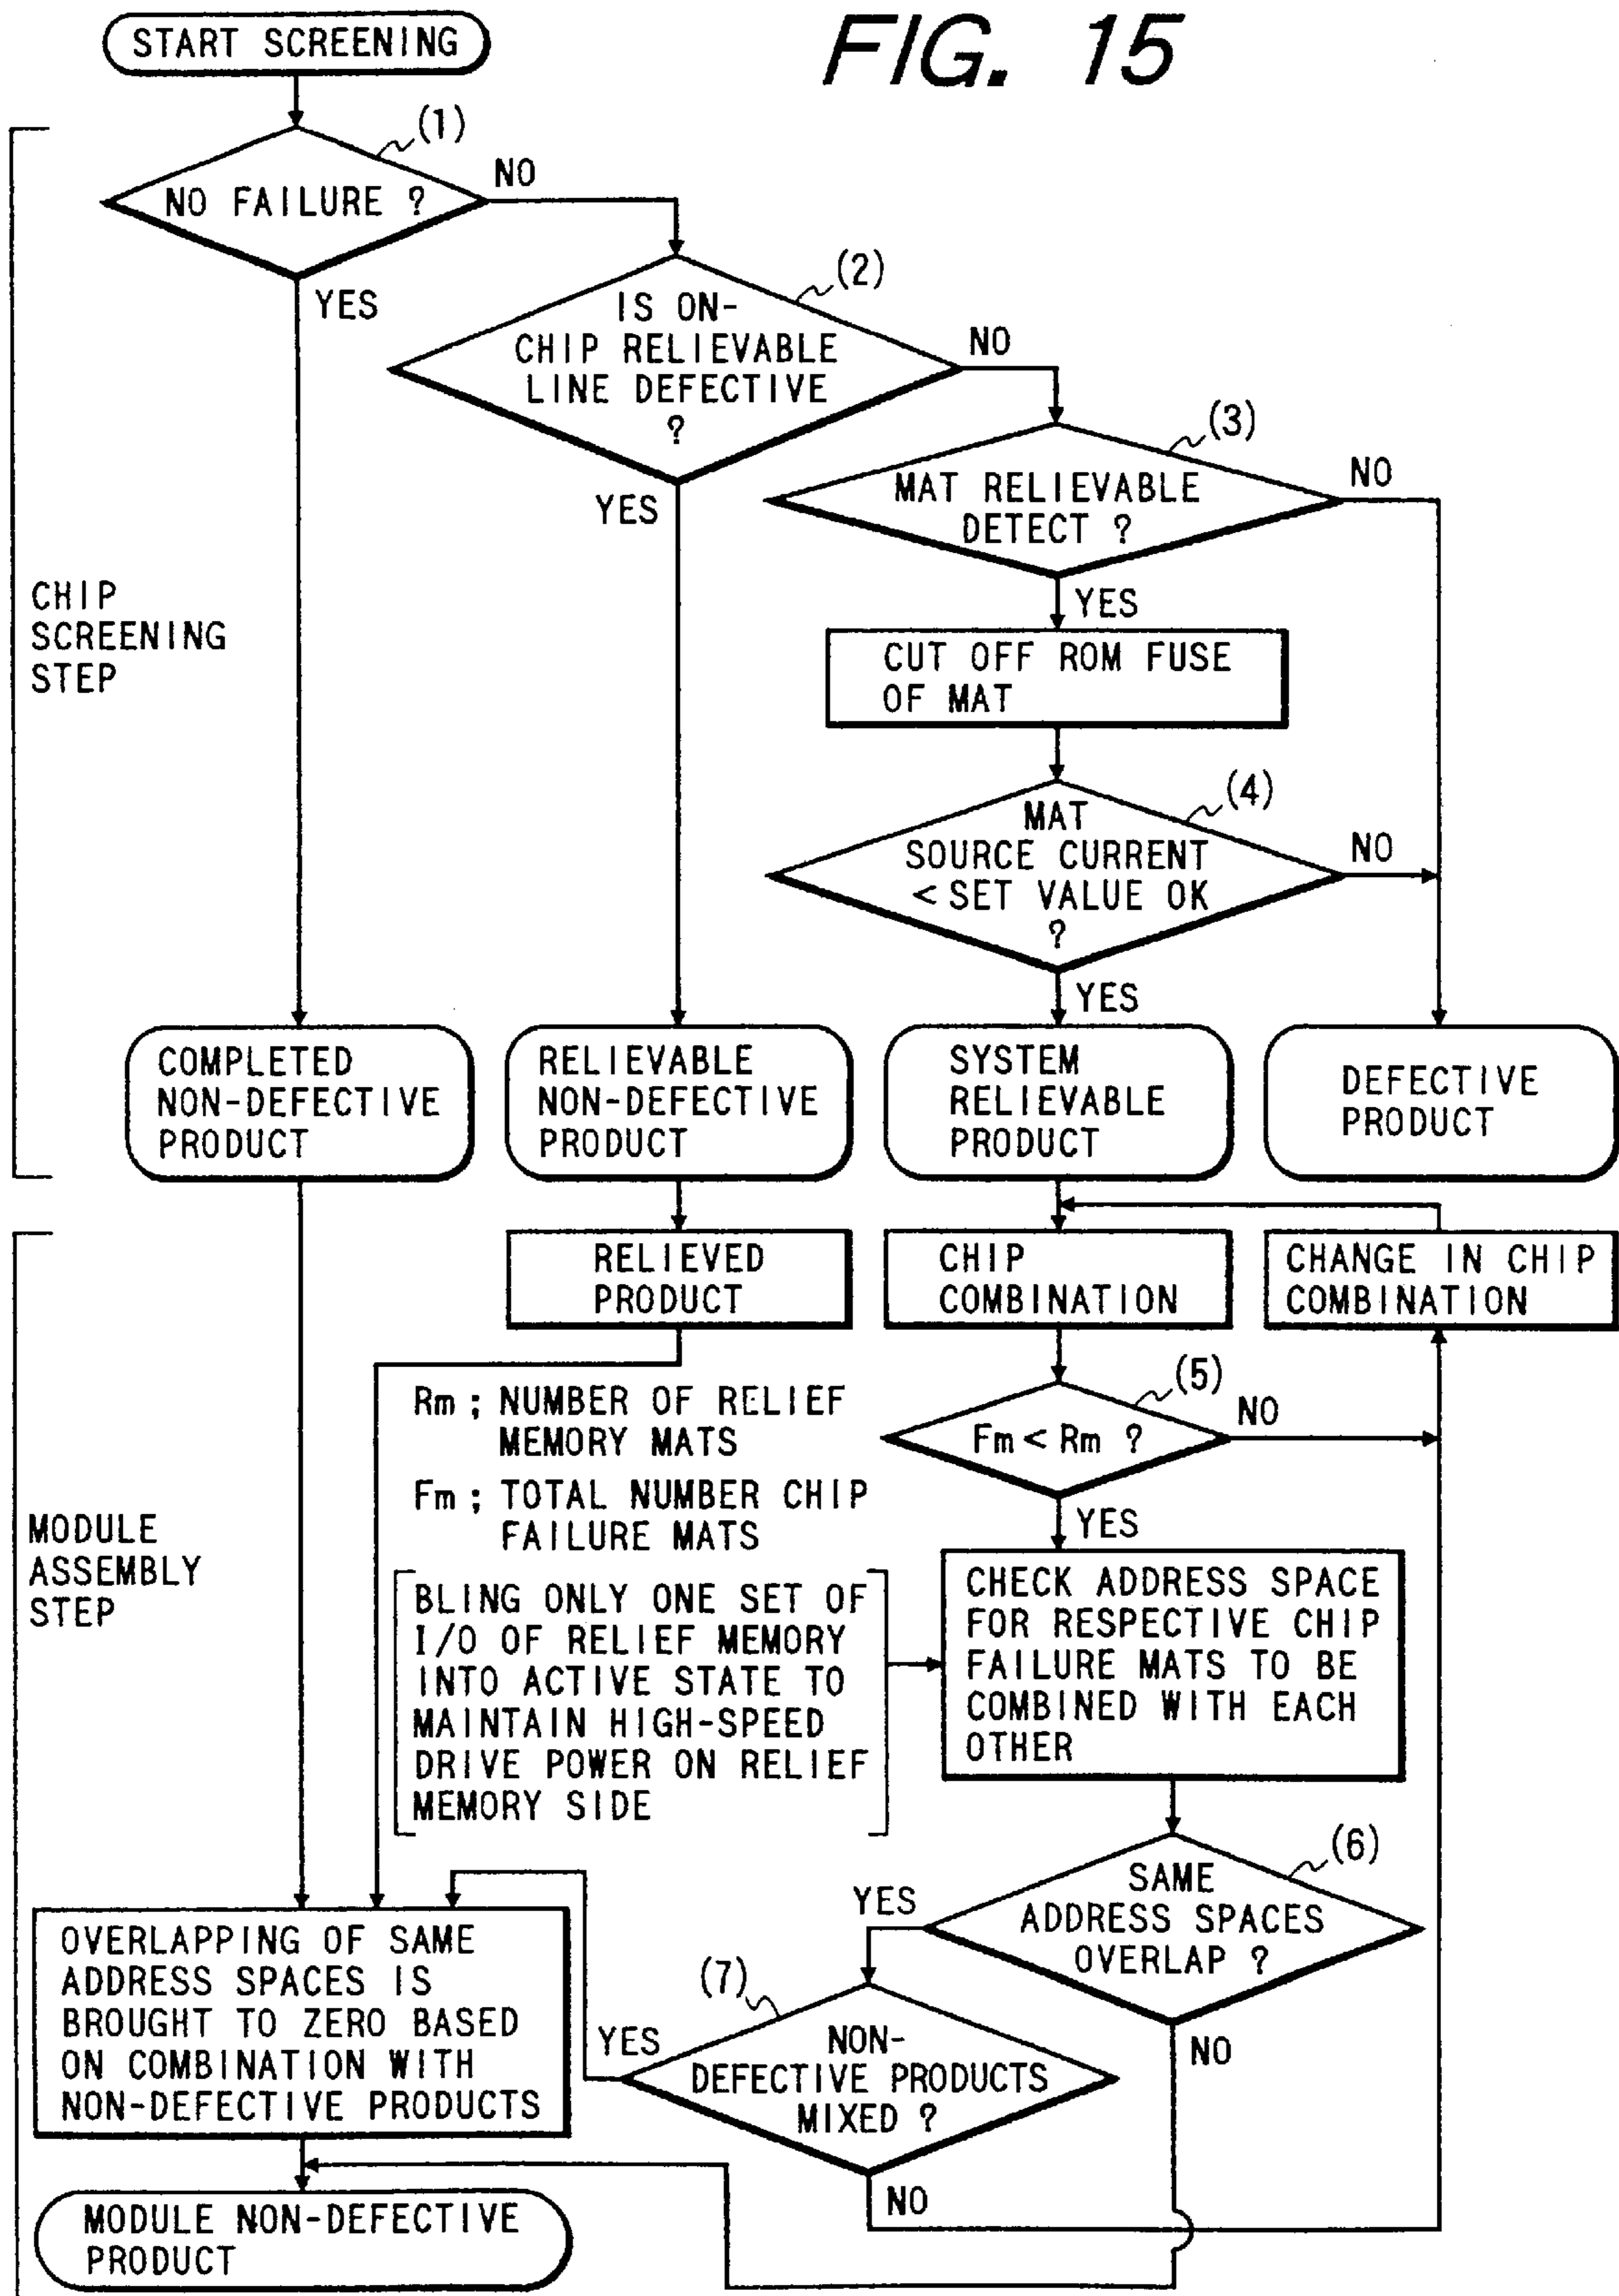 FIG. 15
START SCREENING
(1)
NO FAILURE ?
NO
YES
(2)
IS ON-
CHIP RELIEVABLE
LINE DEFECTIVE
?
NO
YES
(3)
MAT RELIEVABLE
DETECT ?
NO
YES
CUT OFF ROM FUSE
OF MAT
(4)
MAT
SOURCE CURRENT
< SET VALUE OK
?
NO
YES
CHIP
SCREENING
STEP
COMPLETED
NON-DEFECTIVE
PRODUCT
RELIEVABLE
NON-DEFECTIVE
PRODUCT
SYSTEM
RELIEVABLE
PRODUCT
DEFECTIVE
PRODUCT
RELIEVED
PRODUCT
CHIP
COMBINATION
CHANGE IN CHIP
COMBINATION
Rm ; NUMBER OF RELIEF
MEMORY MATS
Fm ; TOTAL NUMBER CHIP
FAILURE MATS
(5)
Fm < Rm ?
NO
YES
MODULE
ASSEMBLY
STEP
BLING ONLY ONE SET OF
I/O OF RELIEF MEMORY
INTO ACTIVE STATE TO
MAINTAIN HIGH-SPEED
DRIVE POWER ON RELIEF
MEMORY SIDE
CHECK ADDRESS SPACE
FOR RESPECTIVE CHIP
FAILURE MATS TO BE
COMBINED WITH EACH
OTHER
(6)
SAME
ADDRESS SPACES
OVERLAP ?
YES
NO
(7)
NON-
DEFECTIVE PRODUCTS
MIXED ?
YES
NO
OVERLAPPING OF SAME
ADDRESS SPACES IS
BROUGHT TO ZERO BASED
ON COMBINATION WITH
NON-DEFECTIVE PRODUCTS
MODULE NON-DEFECTIVE
PRODUCT